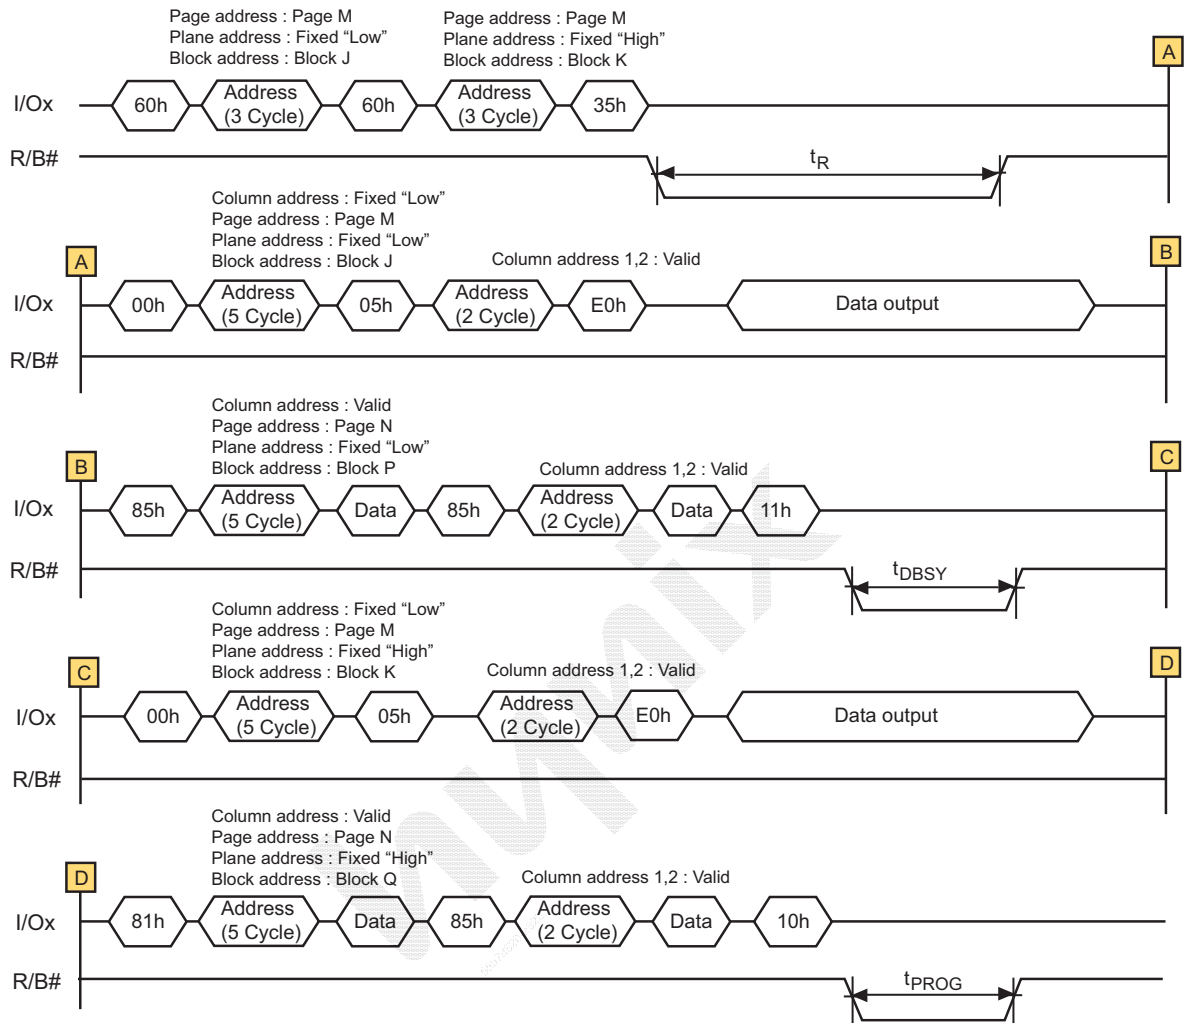 Page address : Page M
Plane address : Fixed “Low”
Block address : Block J
Page address : Page M
Plane address : Fixed “High”
Block address : Block K
A
I/Ox 60h Address (3 Cycle) 60h Address (3 Cycle) 35h
R/B# tR
Column address : Fixed “Low”
Page address : Page M
Plane address : Fixed “Low”
Block address : Block J
Column address 1,2 : Valid
A B
I/Ox 00h Address (5 Cycle) 05h Address (2 Cycle) E0h Data output
R/B#
Column address : Valid
Page address : Page N
Plane address : Fixed “Low”
Block address : Block P
Column address 1,2 : Valid
B C
I/Ox 85h Address (5 Cycle) Data 85h Address (2 Cycle) Data 11h
R/B# tDBSY
Column address : Fixed “Low”
Page address : Page M
Plane address : Fixed “High”
Block address : Block K
Column address 1,2 : Valid
C D
I/Ox 00h Address (5 Cycle) 05h Address (2 Cycle) E0h Data output
R/B#
Column address : Valid
Page address : Page N
Plane address : Fixed “High”
Block address : Block Q
Column address 1,2 : Valid
D
I/Ox 81h Address (5 Cycle) Data 85h Address (2 Cycle) Data 10h
R/B# tPROG